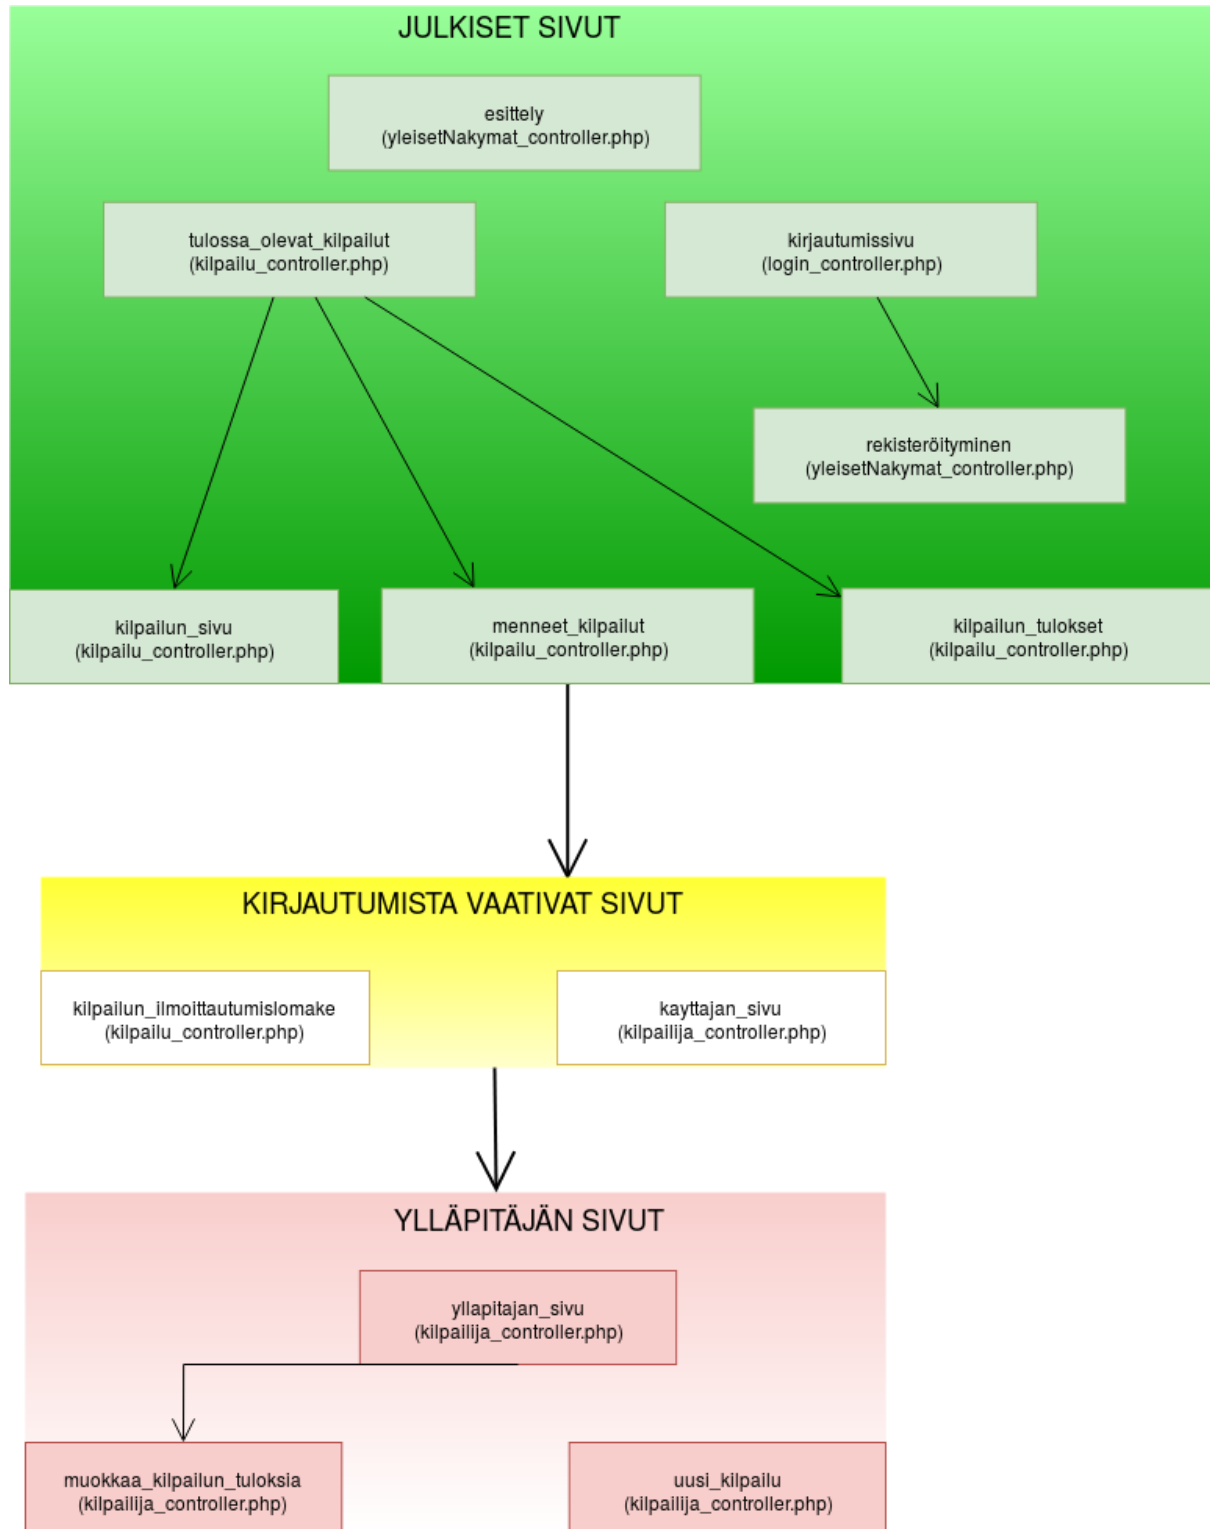 JULKISET SIVUT
esittely
(yleisetNakymat_controller.php)
tulossa_olevat_kilpailut
(kilpailu_controller.php)
kirjautumissivu
(login_controller.php)
rekisteröityminen
(yleisetNakymat_controller.php)
kilpailun_sivu
(kilpailu_controller.php)
menneet_kilpailut
(kilpailu_controller.php)
kilpailun_tulokset
(kilpailu_controller.php)
KIRJAUTUMISTA VAATIVAT SIVUT
kilpailun_ilmoittautumislomake
(kilpailu_controller.php)
kayttajan_sivu
(kilpailija_controller.php)
YLLÄPITÄJÄN SIVUT
yllapitajan_sivu
(kilpailija_controller.php)
muokkaa_kilpailun_tuloksia
(kilpailija_controller.php)
uusi_kilpailu
(kilpailija_controller.php)